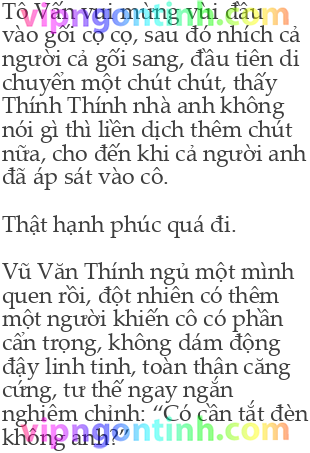 Tô Vấn vui mừng vùi đầu
vào gối cọ cọ, sau đó nhích cả
người cả gối sang, đầu tiên di
chuyển một chút chút, thấy
Thính Thính nhà anh không
nói gì thì liền dịch thêm chút
nữa, cho đến khi cả người anh
đã áp sát vào cô.
Thật hạnh phúc quá đi.
Vũ Văn Thính ngủ một mình
quen rồi, đột nhiên có thêm
một người khiến cô có phần
cẩn trọng, không dám động
đậy linh tinh, toàn thân căng
cứng, tư thế ngay ngắn
nghiêm chỉnh: “Có cần tắt đèn
không anh?”
vipngontinh.com
vipngontinh.com